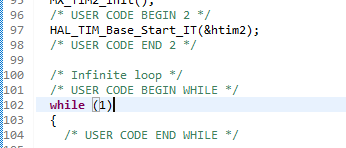 95 MX_TIM2_Init();
96 /* USER CODE BEGIN 2 */
97 HAL_TIM_Base_Start_IT(&htim2);
98 /* USER CODE END 2 */
99
100 /* Infinite loop */
101 /* USER CODE BEGIN WHILE */
102 while (1)
103 {
104 /* USER CODE END WHILE */